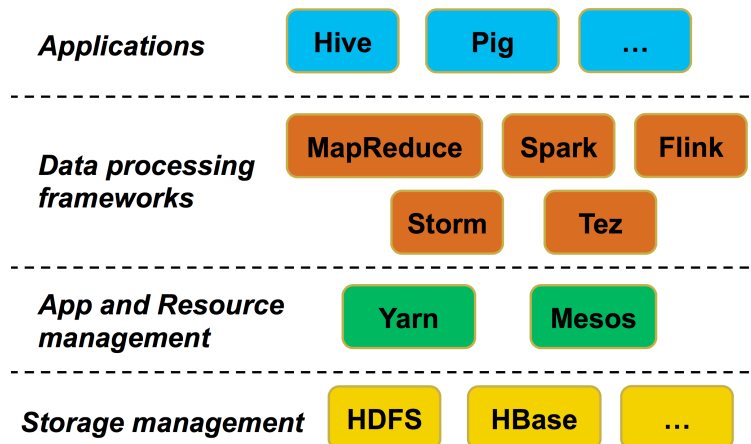 Applications
Hive
Pig
...
Data processing
frameworks
MapReduce
Spark
Flink
Storm
Tez
App and Resource
management
Yarn
Mesos
Storage management
HDFS
HBase
...